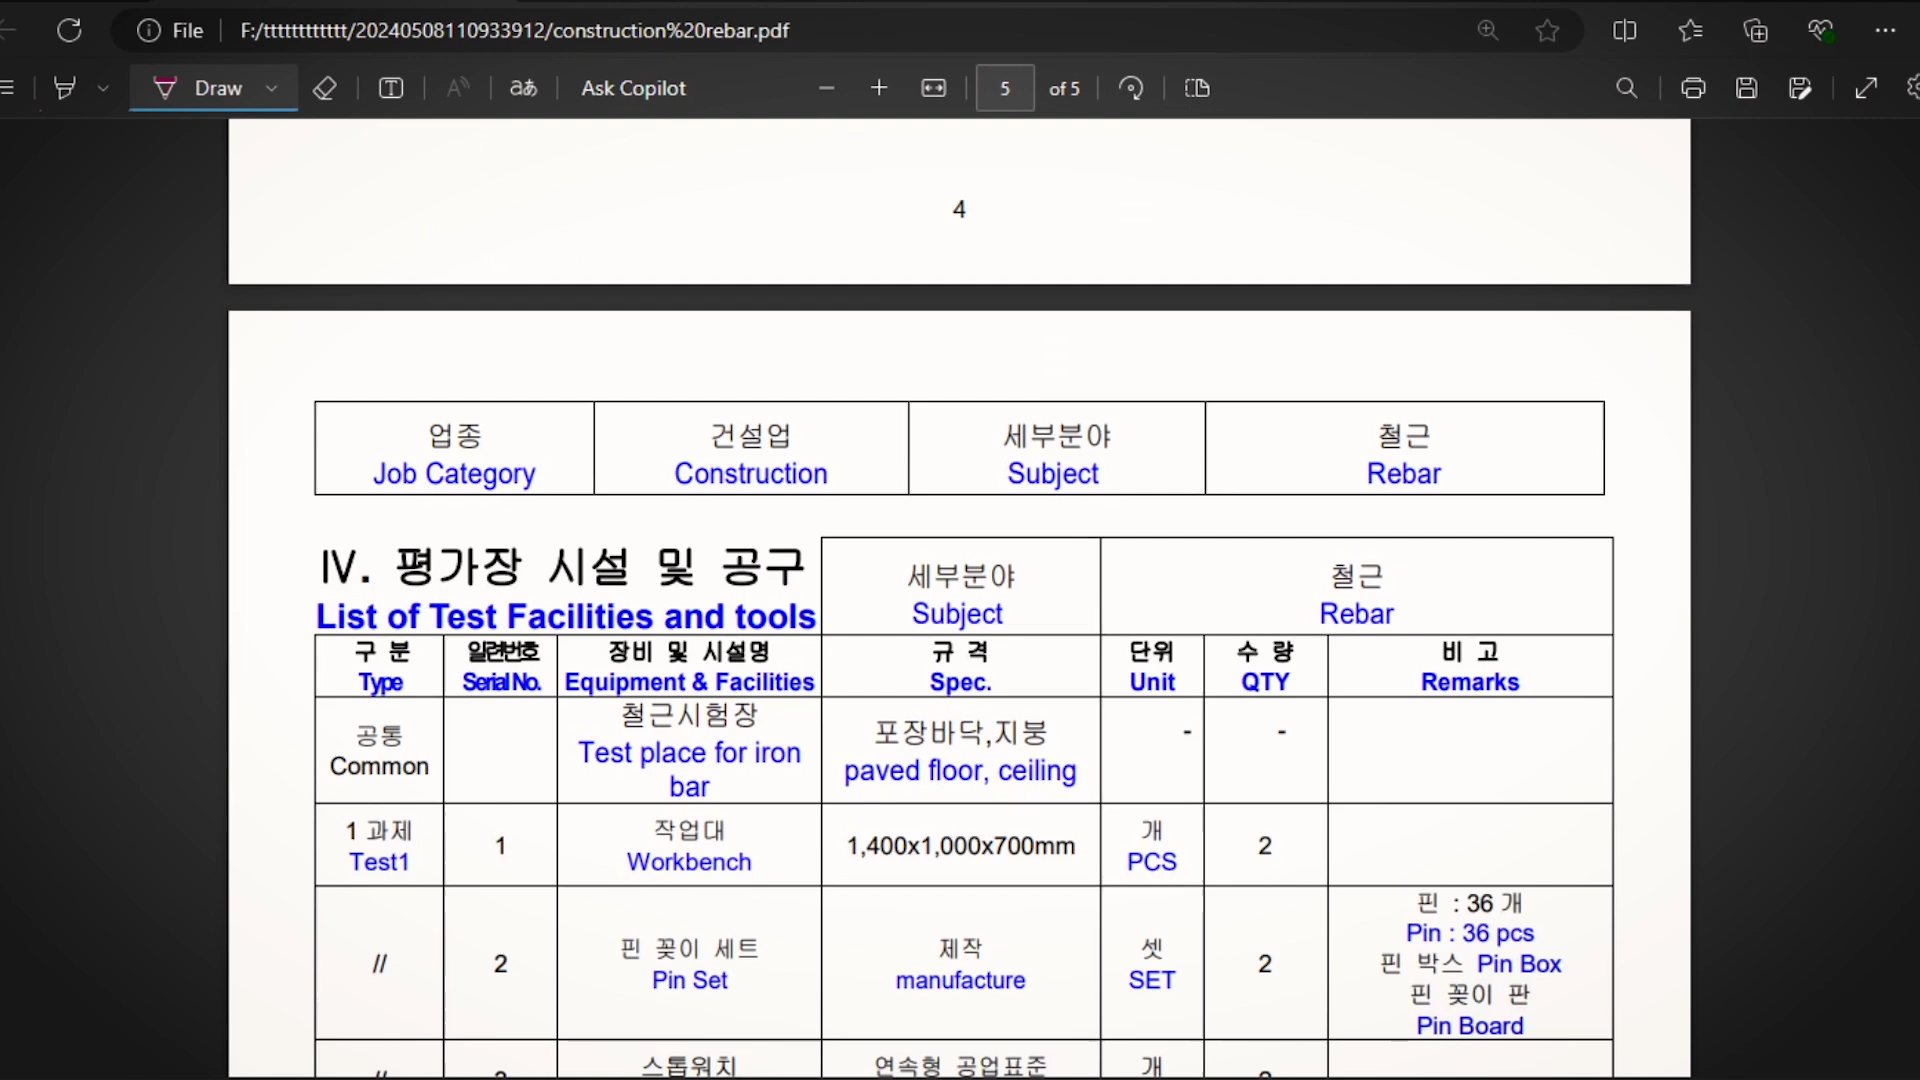 File
F:/tttttttttttt/20240508110933912/construction%20rebar.pdf
Draw
aあ
Ask Copilot
5
of 5
4
업종
Job Category
건설업
Construction
세부분야
Subject
철근
Rebar
Ⅳ. 평가장 시설 및 공구
List of Test Facilities and tools
세부분야
Subject
철근
Rebar
구 분
Type
일련번호
Serial No.
장비 및 시설명
Equipment & Facilities
규 격
Spec.
단위
Unit
수 량
QTY
비 고
Remarks
공통
Common
철근시험장
Test place for iron
bar
포장바닥,지붕
paved floor, ceiling
-
-
1 과제
Test1
1
작업대
Workbench
1,400x1,000x700mm
개
PCS
2
//
2
핀 꽂이 세트
Pin Set
제작
manufacture
셋
SET
2
핀 : 36 개
Pin : 36 pcs
핀 박스 Pin Box
핀 꽂이 판
Pin Board
//
스톱워치
연속형 공업표준
개